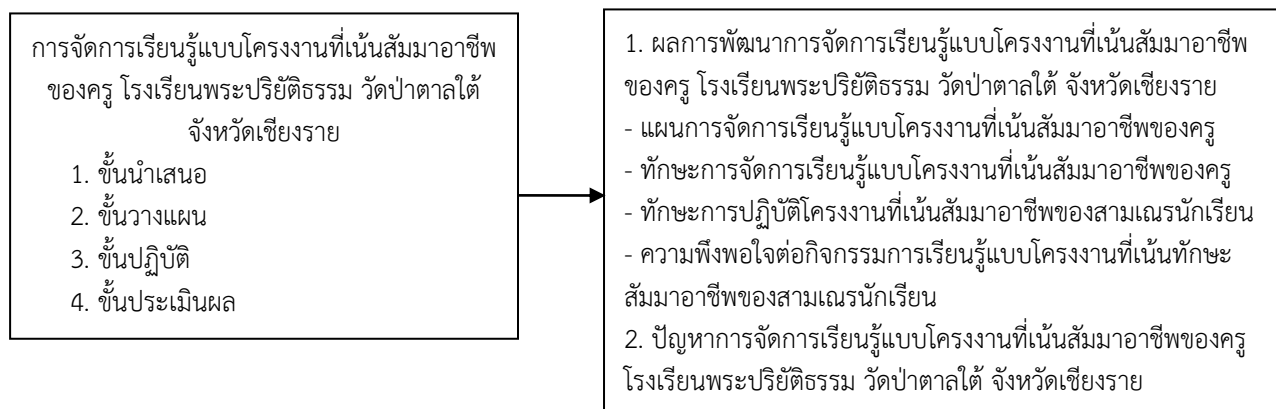 การจัดการเรียนรู้แบบโครงงานที่เน้นสัมมาอาชีพ
ของครู โรงเรียนพระปริยัติธรรม วัดป่าตาลใต้
จังหวัดเชียงราย
1. ขั้นนำเสนอ
2. ขั้นวางแผน
3. ขั้นปฏิบัติ
4. ขั้นประเมินผล
1. ผลการพัฒนาการจัดการเรียนรู้แบบโครงงานที่เน้นสัมมาอาชีพ
ของครู โรงเรียนพระปริยัติธรรม วัดป่าตาลใต้ จังหวัดเชียงราย
- แผนการจัดการเรียนรู้แบบโครงงานที่เน้นสัมมาอาชีพของครู
- ทักษะการจัดการเรียนรู้แบบโครงงานที่เน้นสัมมาอาชีพของครู
- ทักษะการปฏิบัติโครงงานที่เน้นสัมมาอาชีพของสามเณรนักเรียน
- ความพึงพอใจต่อกิจกรรมการเรียนรู้แบบโครงงานที่เน้นทักษะ
สัมมาอาชีพของสามเณรนักเรียน
2. ปัญหาการจัดการเรียนรู้แบบโครงงานที่เน้นสัมมาอาชีพของครู
โรงเรียนพระปริยัติธรรม วัดป่าตาลใต้ จังหวัดเชียงราย